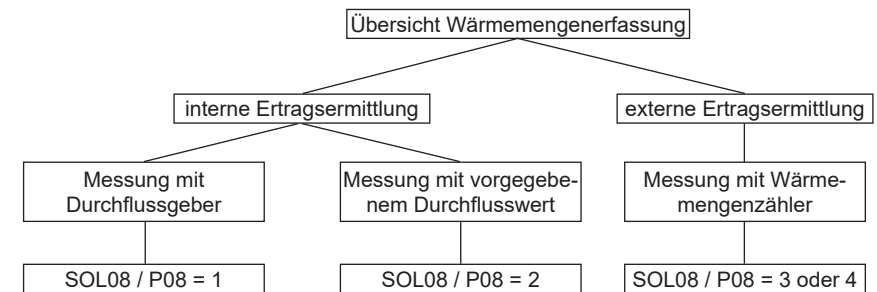 Übersicht Wärmemengenerfassung
interne Ertragsermittlung
externe Ertragsermittlung
Messung mit
Durchflussgeber
Messung mit vorgegebe-
nem Durchflusswert
Messung mit Wärme-
mengenzähler
SOL08 / P08 = 1
SOL08 / P08 = 2
SOL08 / P08 = 3 oder 4